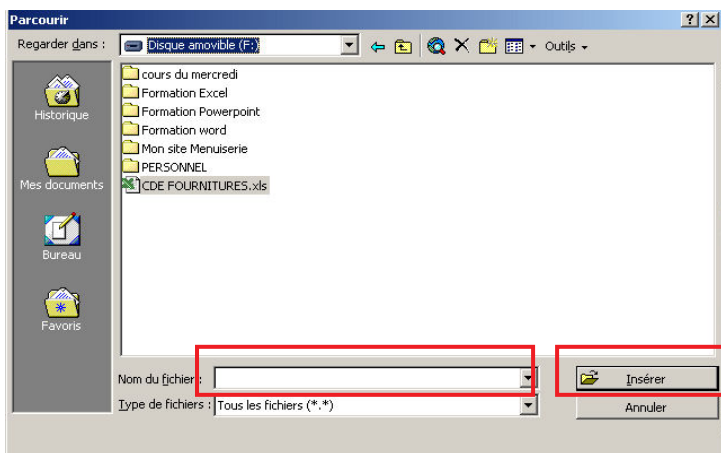 Parcourir
Regarder dans :
Disque amovible (F:)
Outils
Historique
Mes documents
Bureau
Favoris
cours du mercredi
Formation Excel
Formation Powerpoint
Formation word
Mon site Menuiserie
PERSONNEL
CDE FOURNITURES.xls
Nom du fichier :
Insérer
Type de fichiers : Tous les fichiers (*.*)
Annuler